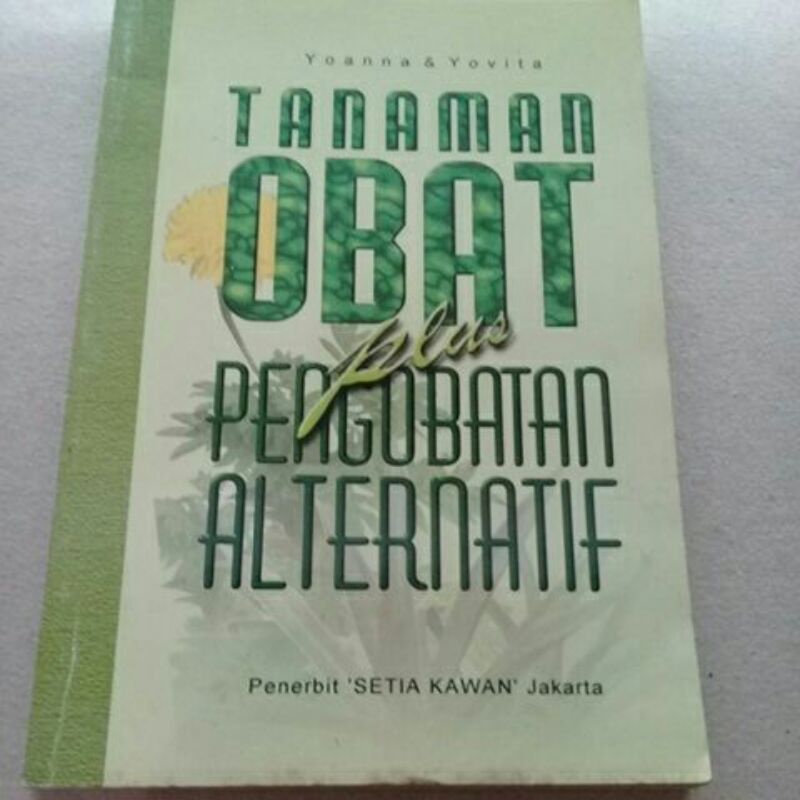 Yoanna & Yovita
TANAMAN
OBAT
plus
PENGOBATAN
ALTERNATIF
Penerbit 'SETIA KAWAN' Jakarta